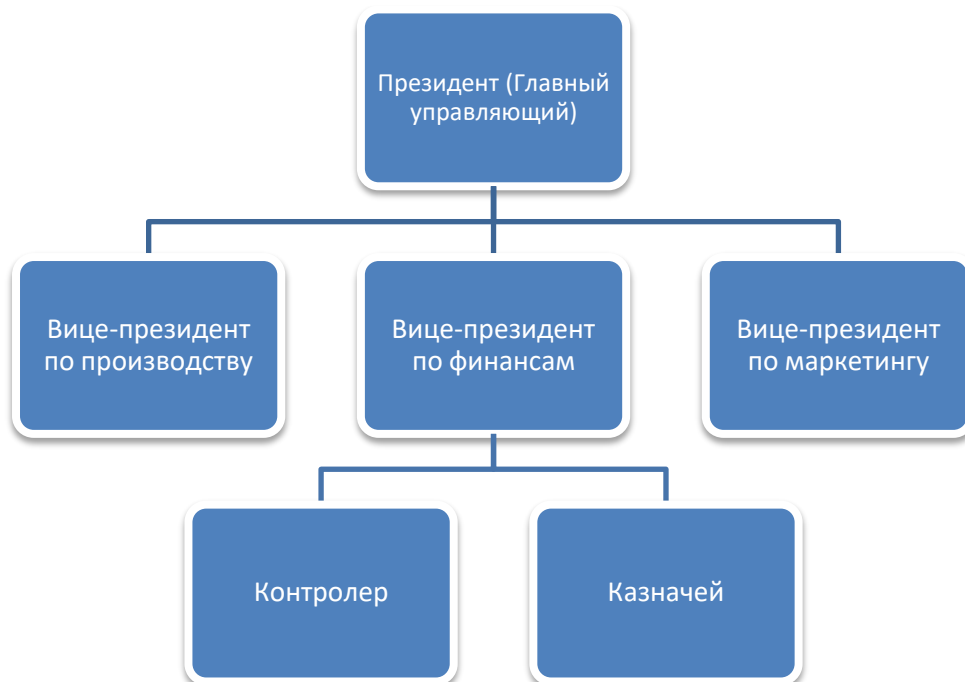 Президент (Главный
управляющий)
Вице-президент
по производству
Вице-президент
по финансам
Вице-президент
по маркетингу
Контролер
Казначей